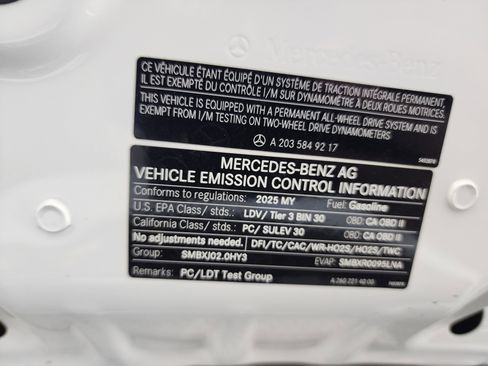 Mercedes-Benz
CE VÉHICULE ÉTANT ÉQUIPÉ D'UN SYSTÈME DE TRACTION INTÉGRALE PERMANENT,
IL EST EXEMPTÉ DU CONTRÔLE I/M SUR DYNAMOMÈTRE À DEUX ROUES MOTRICES.
THIS VEHICLE IS EQUIPPED WITH A PERMANENT ALL-WHEEL DRIVE SYSTEM AND IS
EXEMPT FROM I/M TESTING ON TWO-WHEEL DRIVE DYNAMOMETERS
A 203 584 92 17
MERCEDES-BENZ AG
VEHICLE EMISSION CONTROL INFORMATION
Conforms to regulations: 2025 MY Fuel: Gasoline
U.S. EPA Class/ stds.: LDV/ Tier 3 BIN 30 OBD: CA OBD II
California Class/ stds.: PC/ SULEV 30 OBD: CA OBD II
No adjustments needed. DFI/TC/CAC/WR-HO2S/HO2S/TWC
Group: SMBXJ02.0HY3 EVAP: SMBXR0095LNA
Remarks: PC/LDT Test Group A 260 221 40 00